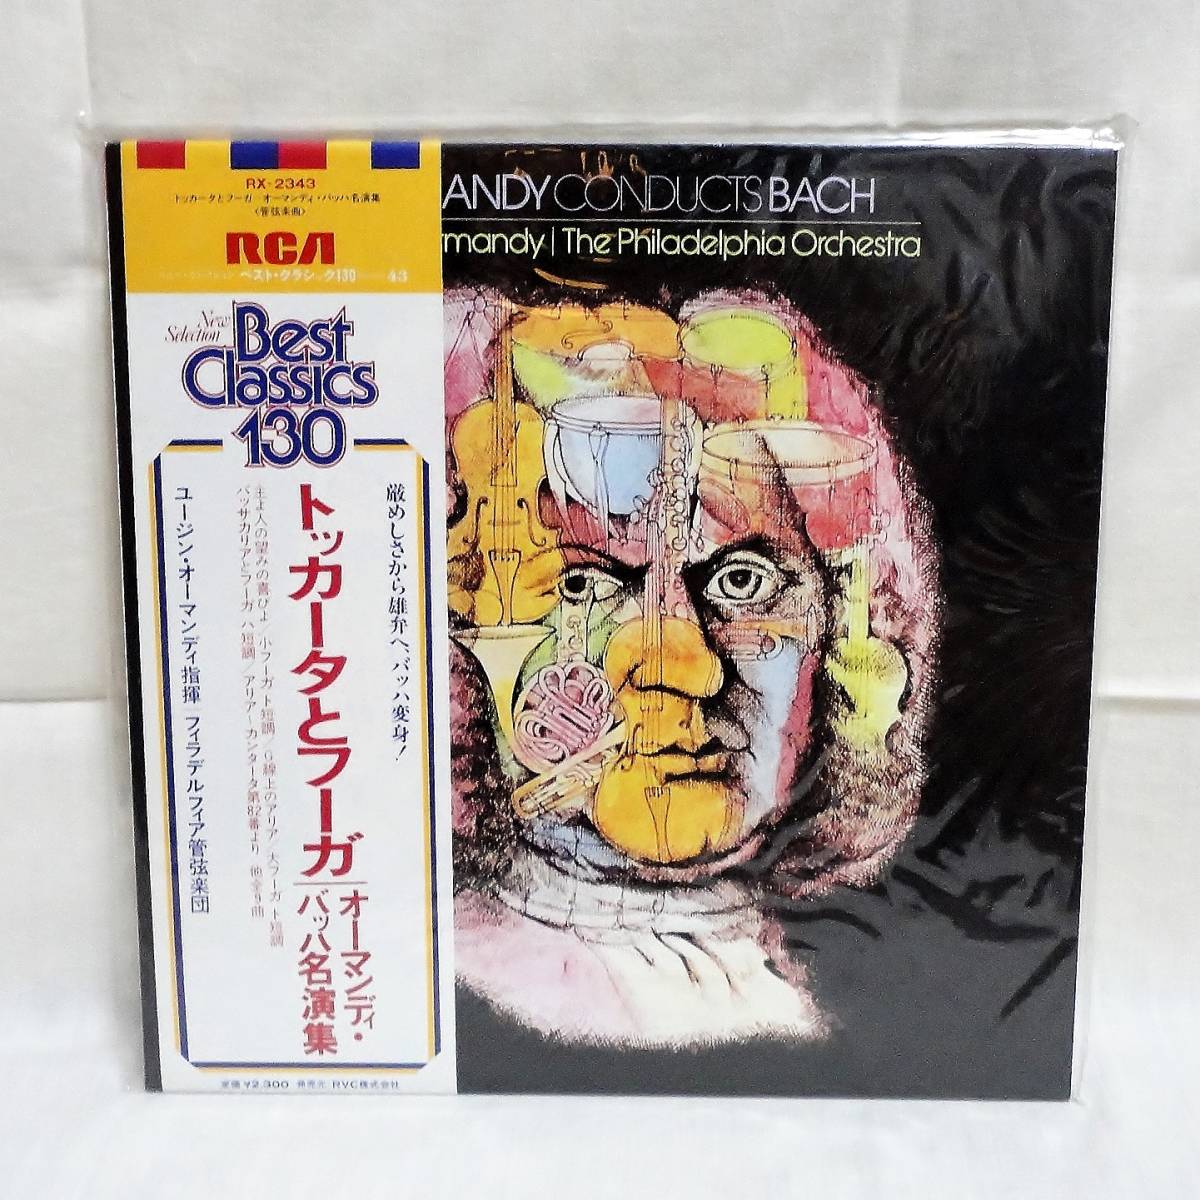 RX-2343
トッカータとフーガ オーマンディ・バッハ名演集
〈管弦楽曲〉
RCA
ベスト・クラシック130 43
New
Selection
Best
Classics
130
厳めしさから雄弁へ、バッハ変身!
トッカータとフーガ
オーマンディ・
バッハ名演集
主よ人の望みの喜びよ/小フーガ ト短調/G線上のアリア/大フーガ ト短調
パッサカリアとフーガ ハ短調/アリア〜カンタータ第82番より 他全9曲
ユージン・オーマンディ指揮 フィラデルフィア管弦楽団
定価 ¥2,300 発売元 RVC株式会社
ANDY CONDUCTS BACH
rmandy | The Philadelphia Orchestra